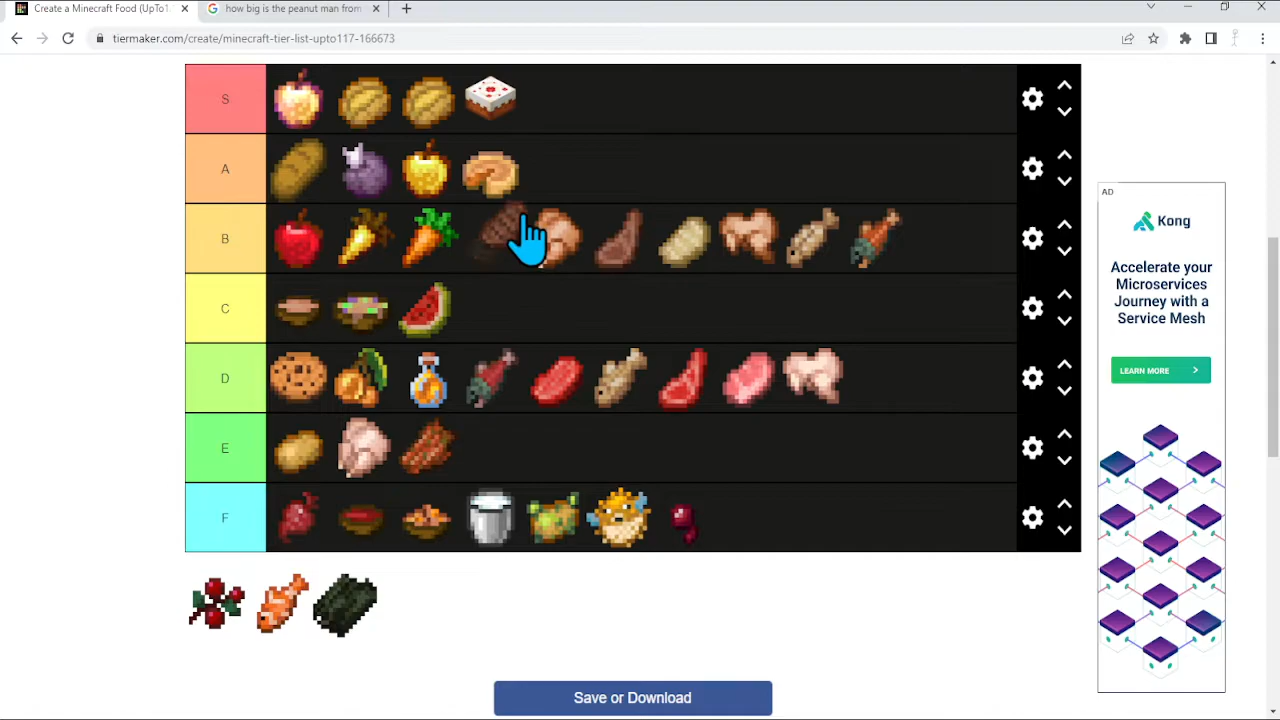 Create a Minecraft Food (UpTo1.
how big is the peanut man from
tiermaker.com/create/minecraft-tier-list-upto117-166673
S
A
B
C
D
E
F
AD
Kong
Accelerate your
Microservices
Journey with a
Service Mesh
LEARN MORE
Save or Download